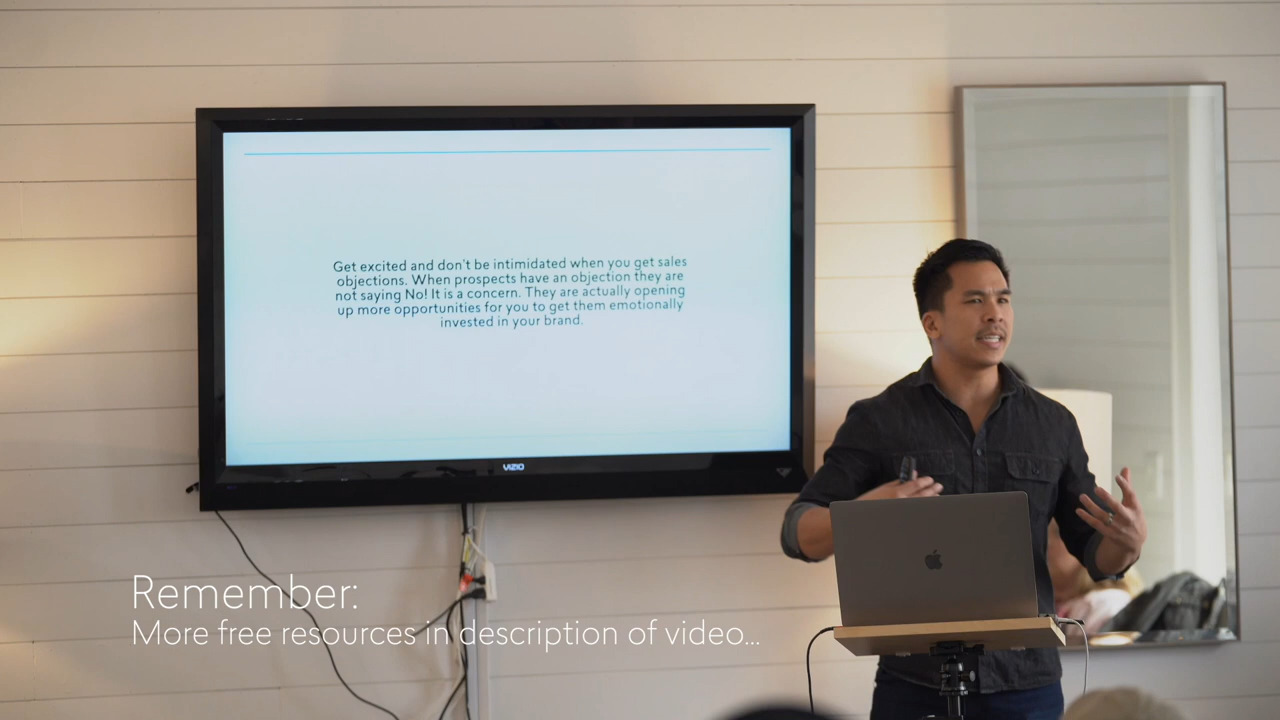 Get excited and don't be intimidated when you get sales
objections. When prospects have an objection they are
not saying No! It is a concern. They are actually opening
up more opportunities for you to get them emotionally
invested in your brand.
VIZIO
Remember:
More free resources in description of video...